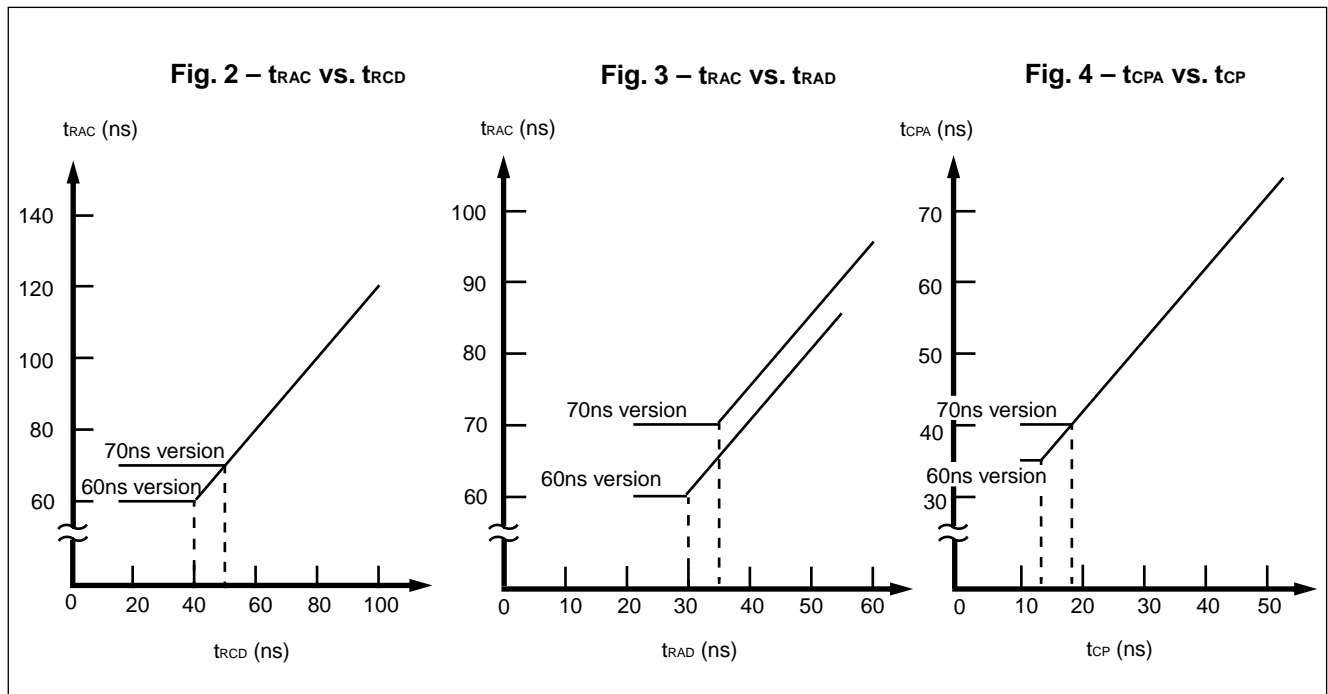 Fig. 2 – tRAC vs. tRCD
tRAC (ns)
140
120
100
80
60
70ns version
60ns version
0
20
40
60
80
100
tRCD (ns)
Fig. 3 – tRAC vs. tRAD
tRAC (ns)
100
90
80
70
60
70ns version
60ns version
0
10
20
30
40
50
60
tRAD (ns)
Fig. 4 – tCPA vs. tCP
tCPA (ns)
70
60
50
40
30
70ns version
60ns version
0
10
20
30
40
50
tCP (ns)